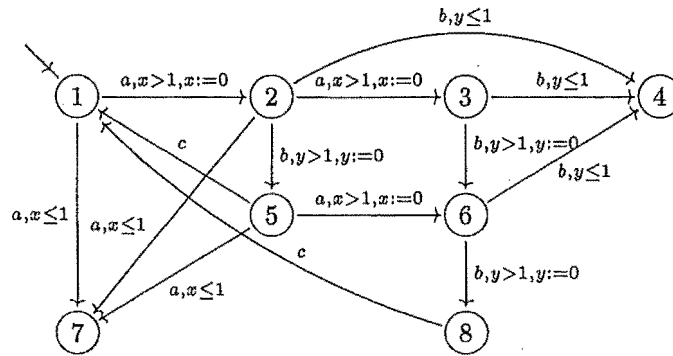 b,y≤1
a,x>1,x:=0 a,x>1,x:=0 b,y≤1
1 2 3 4
c b,y>1,y:=0 b,y>1,y:=0
a,x≤1 a,x≤1 a,x>1,x:=0 b,y≤1
5 6
a,x≤1 c b,y>1,y:=0
7 8